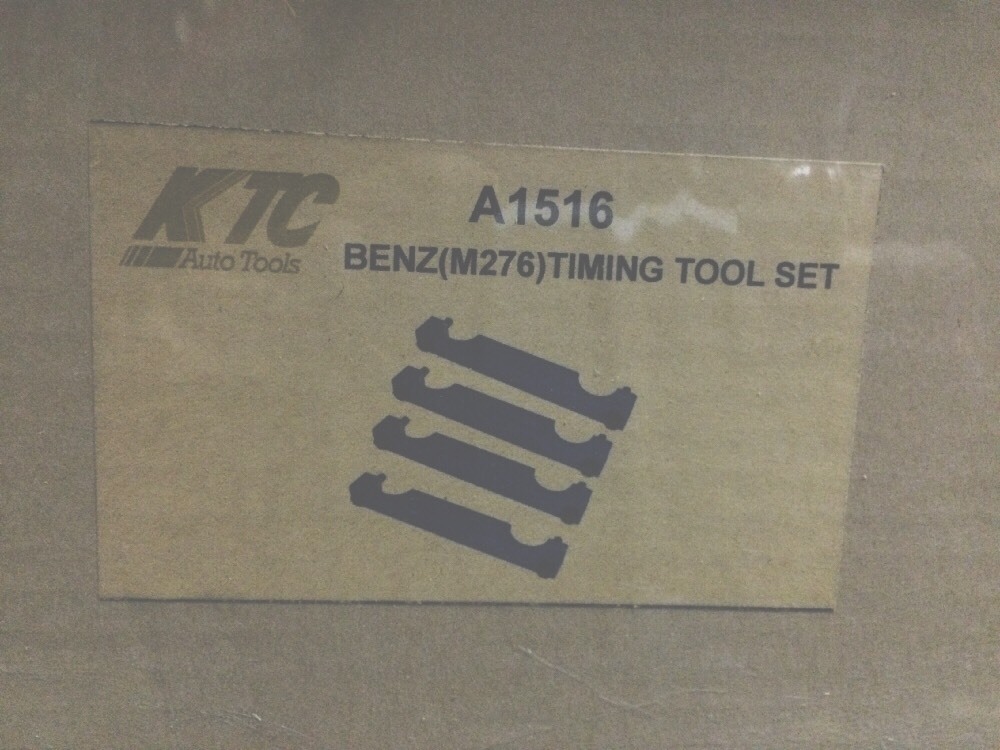 KTC
Auto Tools
A1516
BENZ(M276)TIMING TOOL SET